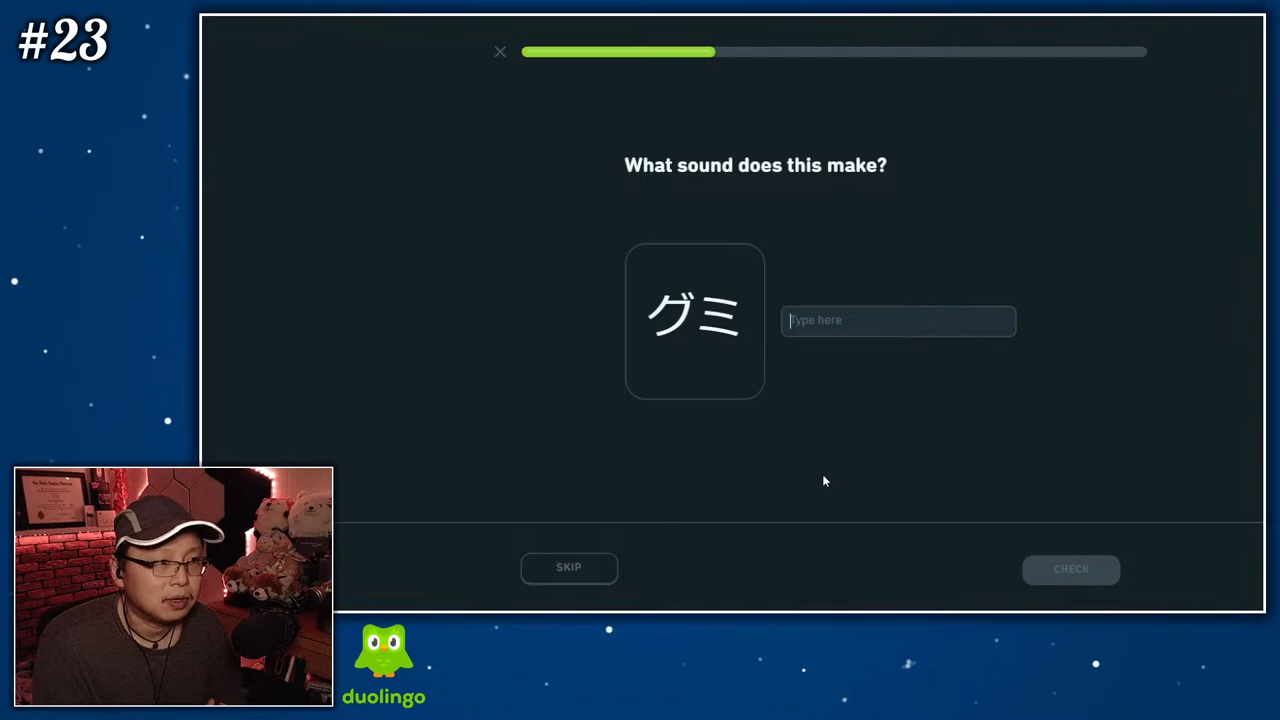 #23
What sound does this make?
グミ
Type here
SKIP
CHECK
duolingo